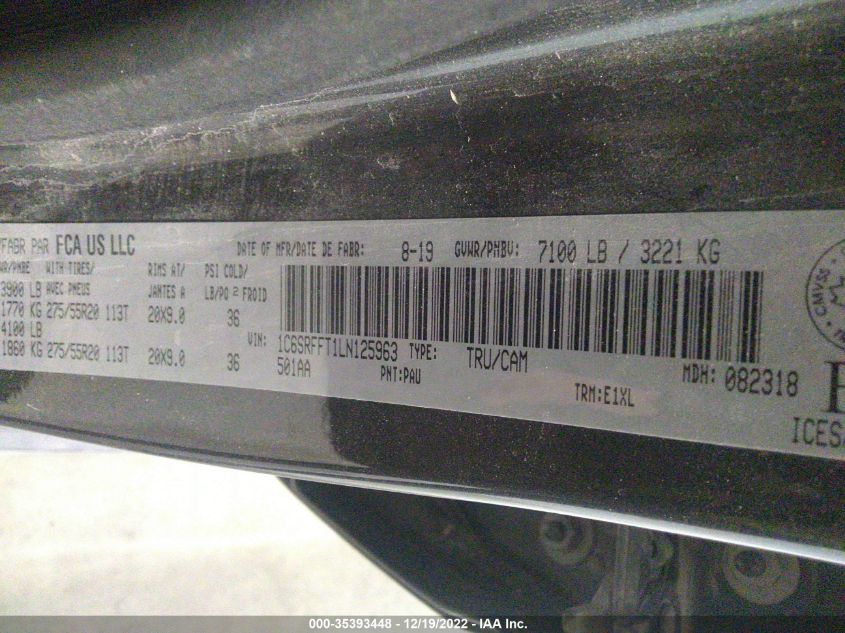 FABR PAR FCA US LLC DATE OF MFR/DATE DE FABR: 8-19 GVWR/PNBV: 7100 LB / 3221 KG
WITH TIRES/ RIMS AT/ PSI COLD/
3900 LB AVEC PNEUS JANTES A LB/PO 2 FROID
1770 KG 275/55R20 113T 20X9.0 36
4100 LB
1860 KG 275/55R20 113T 20X9.0 36
VIN: 1C6SRFFT1LN125963 TYPE: TRU/CAM MDH: 082318
501AA PNT:PAU TRM:E1XL
CMVSS
ICES
000-35393448 - 12/19/2022 - IAA Inc.